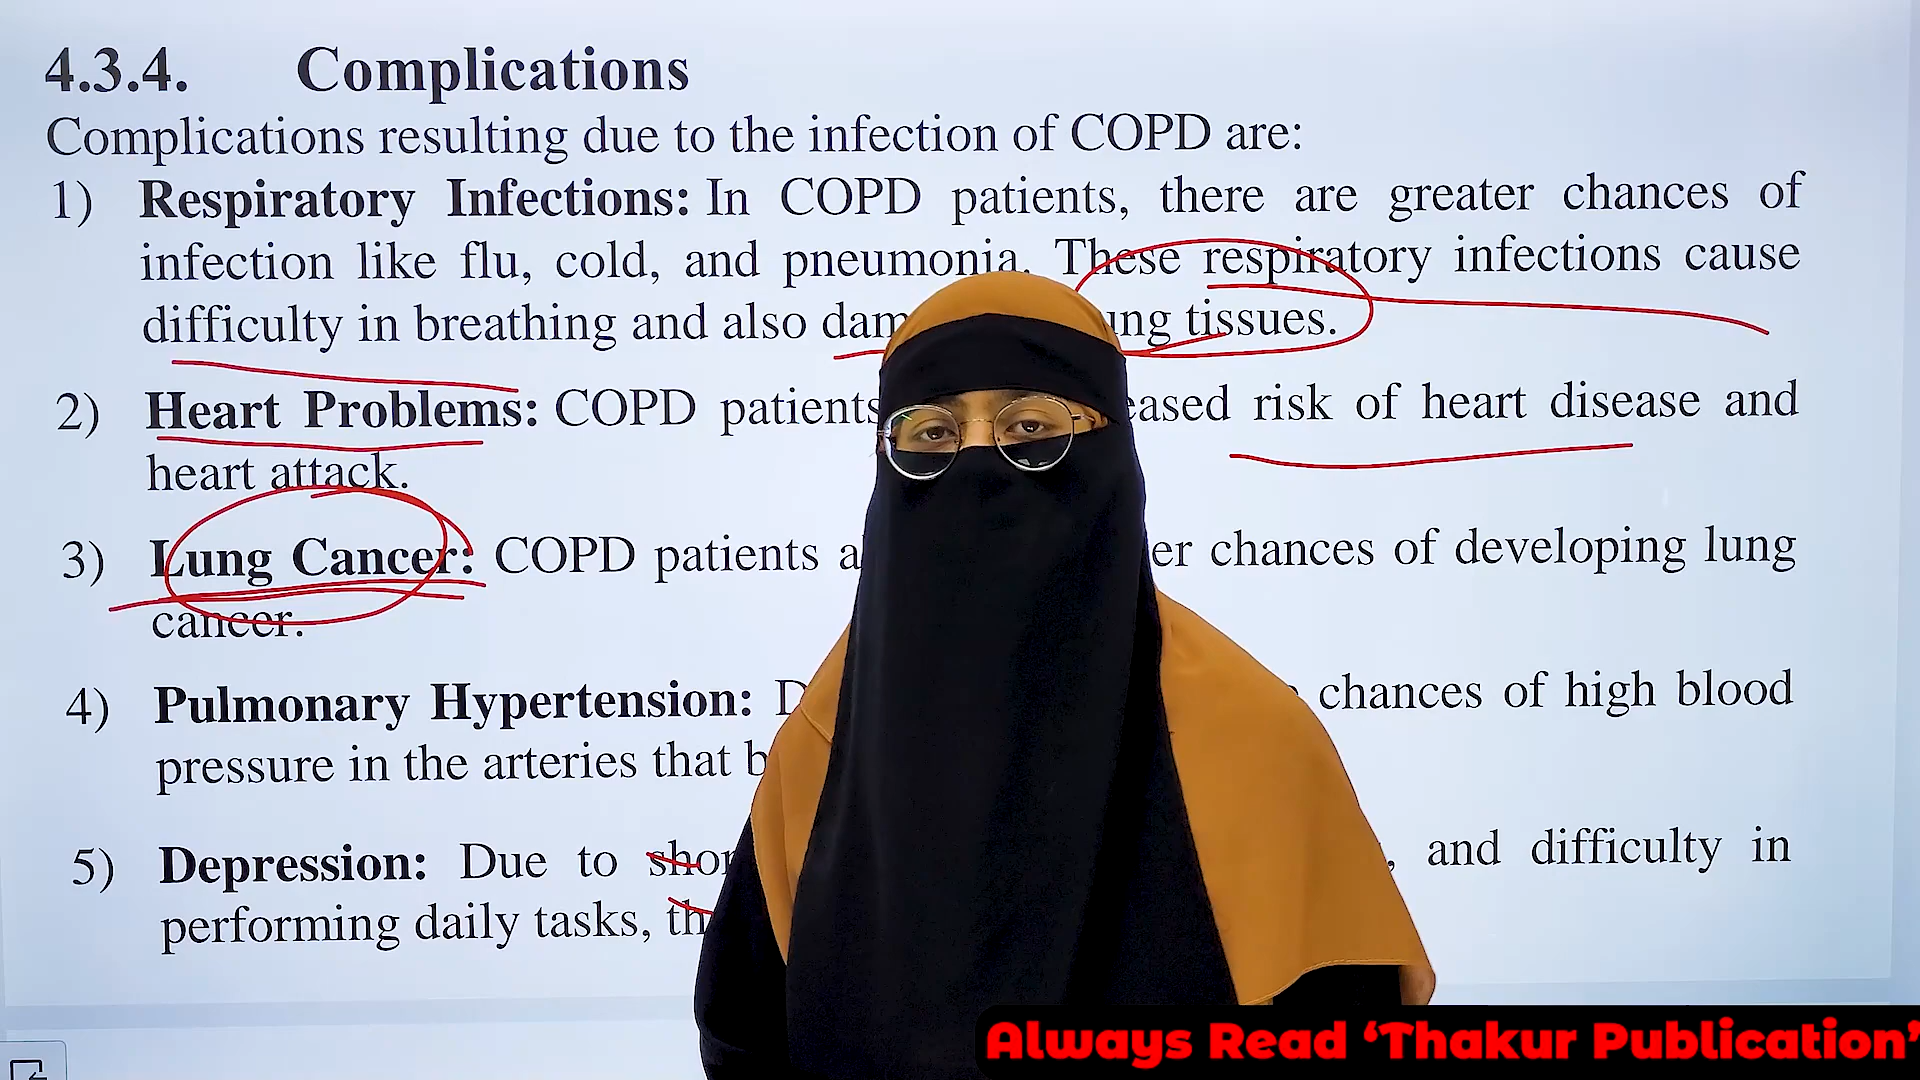 4.3.4. Complications
Complications resulting due to the infection of COPD are:
1) Respiratory Infections: In COPD patients, there are greater chances of
infection like flu, cold, and pneumonia. These respiratory infections cause
difficulty in breathing and also tissues.
2) Heart Problems: COPD patients risk of heart disease and
heart attack.
3) Lung Cancer: COPD patients chances of developing lung
cancer.
4) Pulmonary Hypertension: chances of high blood
pressure in the arteries that
5) Depression: Due to and difficulty in
performing daily tasks,
Always Read ‘Thakur Publication’